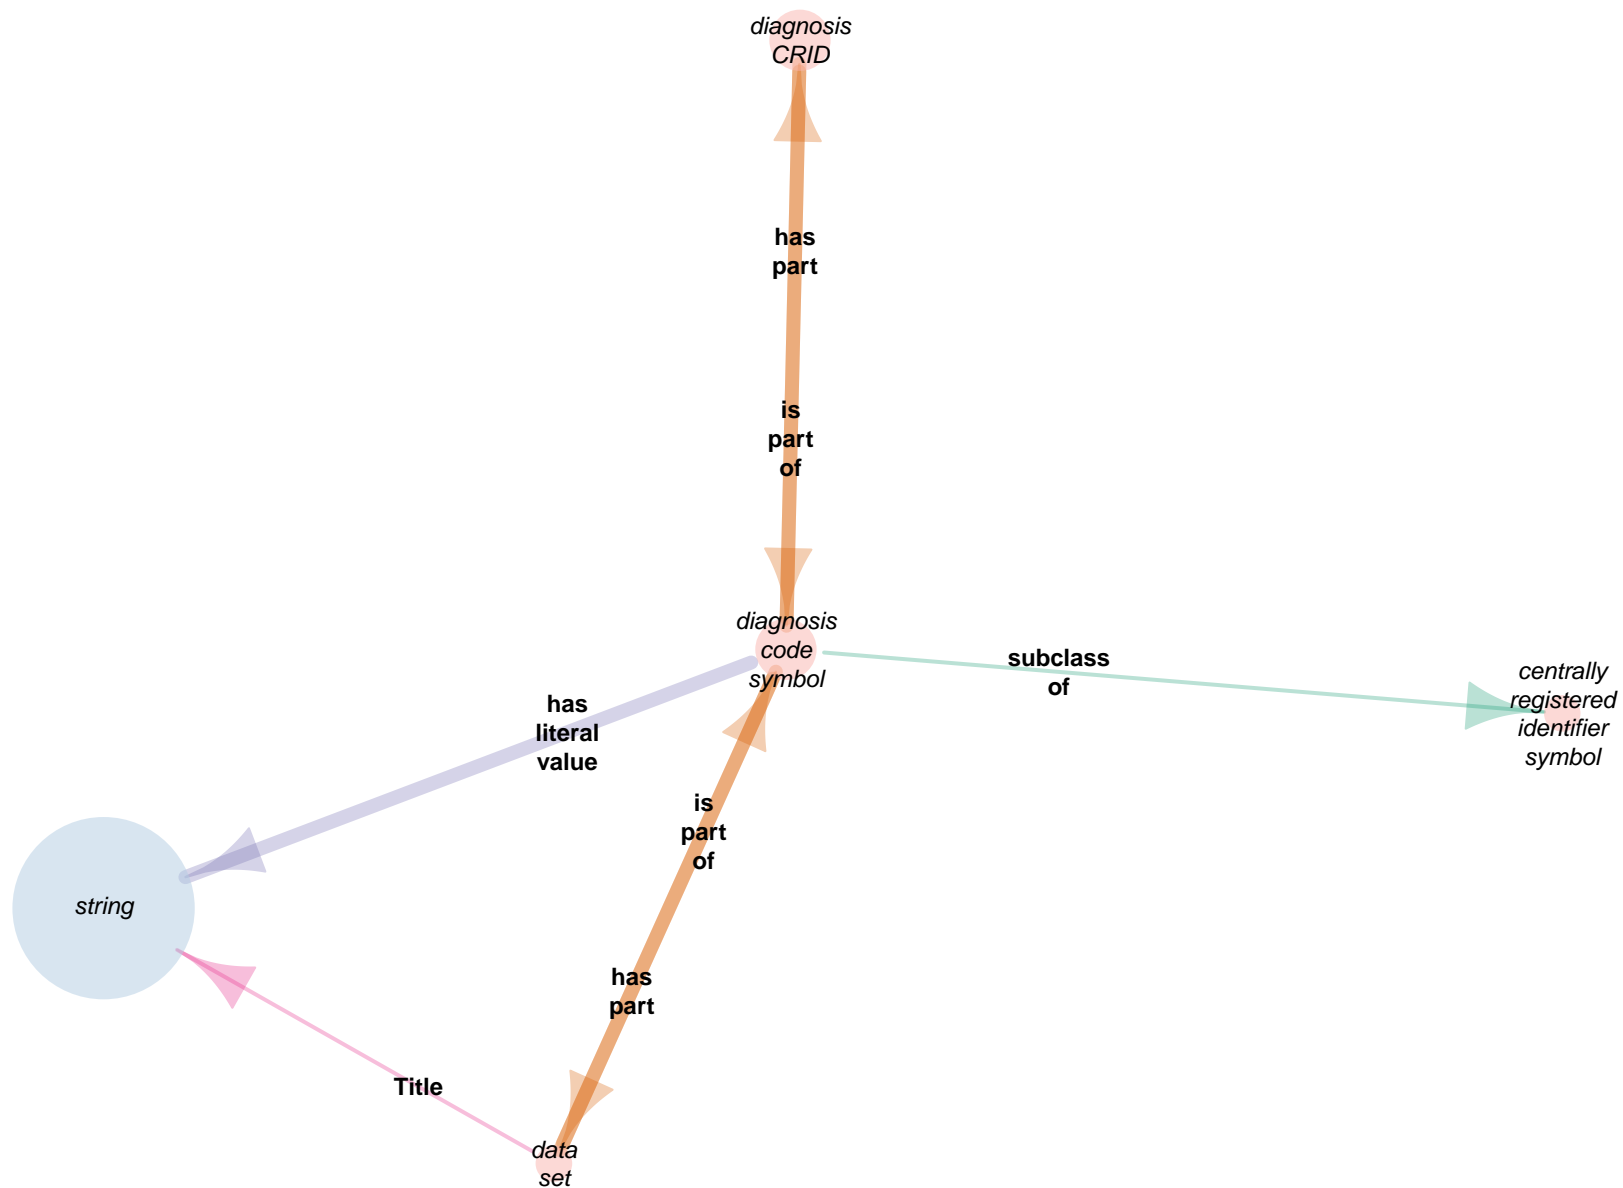 diagnosis
CRID
has
part
is
part
of
diagnosis
code
symbol
subclass
of
centrally
registered
identifier
symbol
has
literal
value
is
part
of
string
has
part
Title
data
set